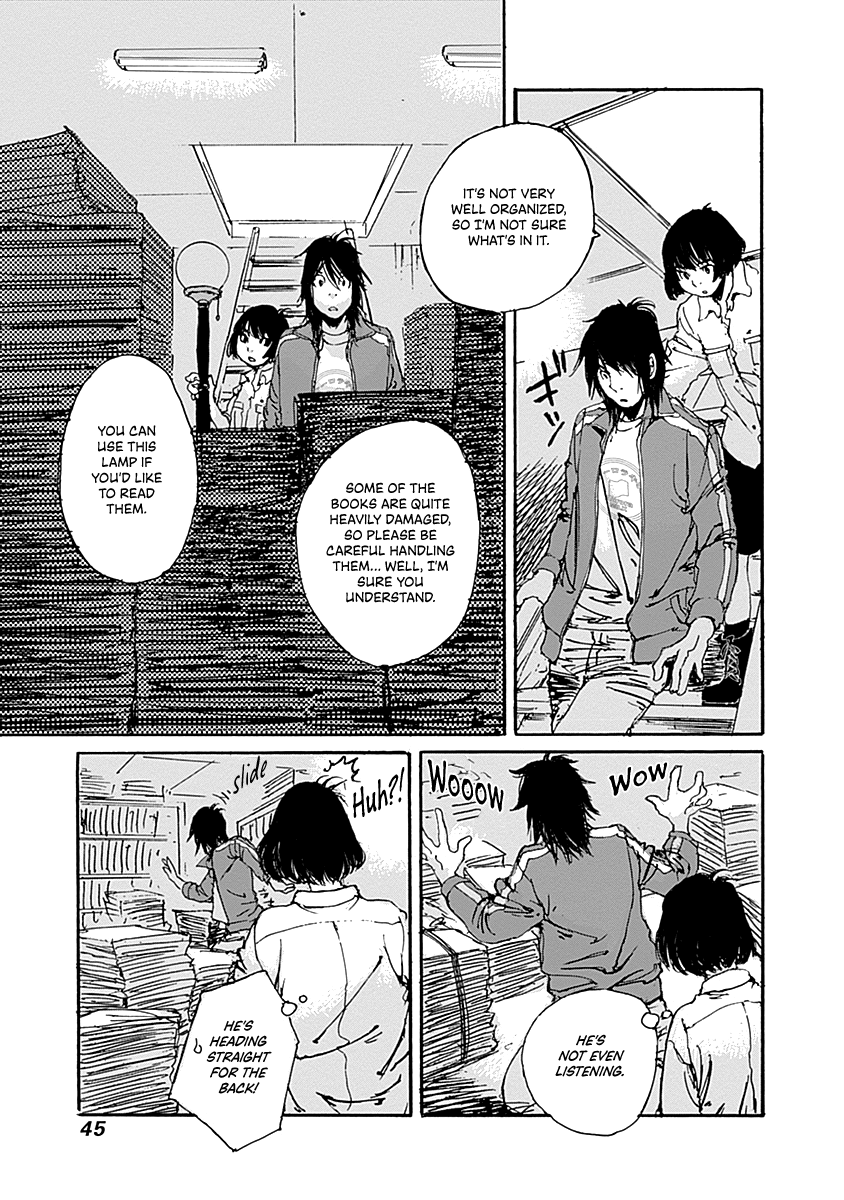 IT'S NOT VERY
WELL ORGANIZED,
SO I'M NOT SURE
WHAT'S IN IT.
ギッ
SOME OF THE
BOOKS ARE QUITE
HEAVILY DAMAGED,
SO PLEASE BE
CAREFUL HANDLING
THEM... WELL, I'M
SURE YOU
UNDERSTAND.
YOU CAN
USE THIS
LAMP IF
YOU'D LIKE
TO READ
THEM.
WOW
WOOOW
HE'S
NOT EVEN
LISTENING.
slide
HUH?!
HE'S
HEADING
STRAIGHT
FOR THE
BACK!
45